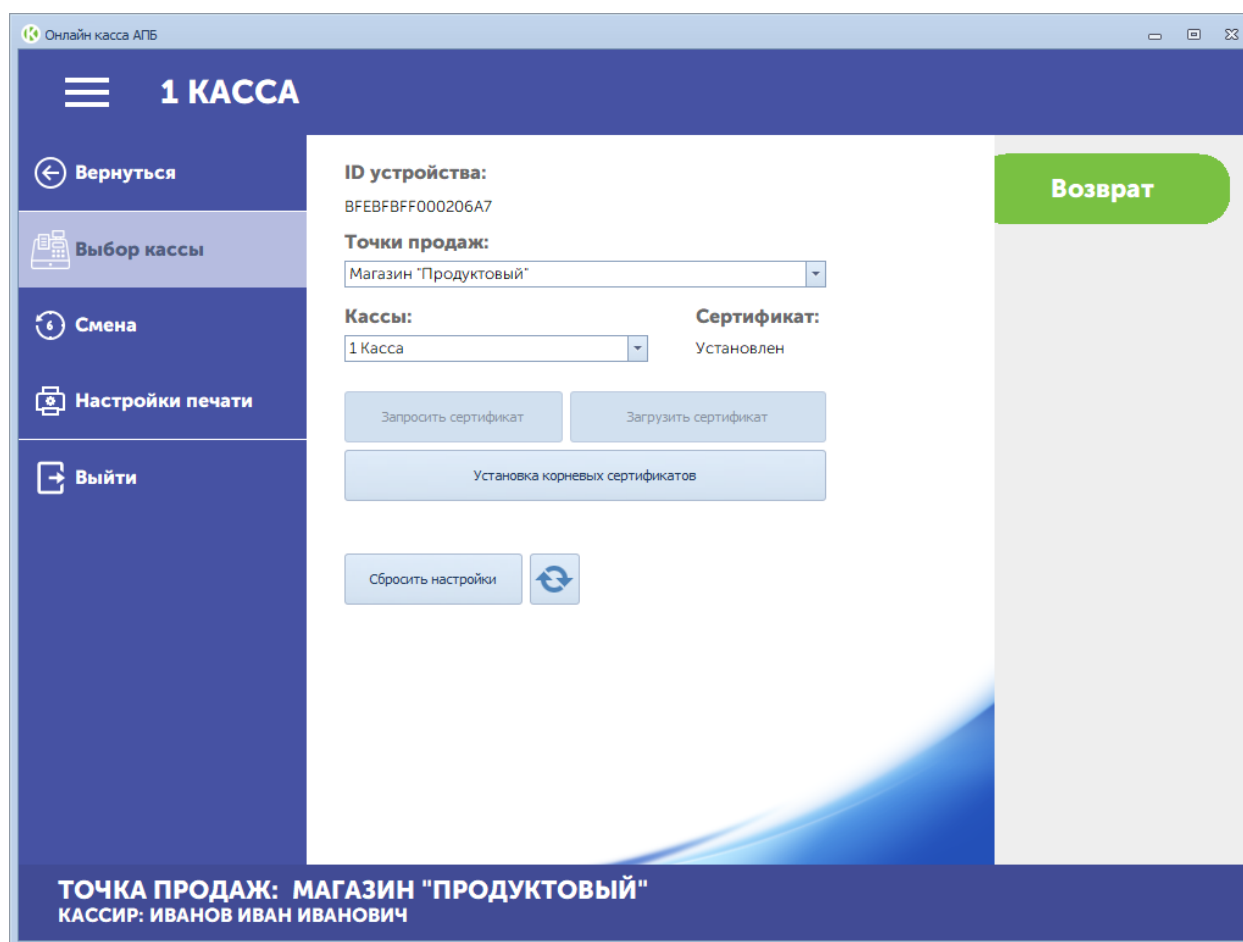 Онлайн касса АПБ
1 КАССА
Вернуться
Выбор кассы
6 Смена
Настройки печати
Выйти
ID устройства:
BFEBFBFF000206A7
Точки продаж:
Магазин "Продуктовый"
Кассы: Сертификат:
1 Касса Установлен
Запросить сертификат Загрузить сертификат
Установка корневых сертификатов
Сбросить настройки
Возврат
ТОЧКА ПРОДАЖ: МАГАЗИН "ПРОДУКТОВЫЙ"
КАССИР: ИВАНОВ ИВАН ИВАНОВИЧ